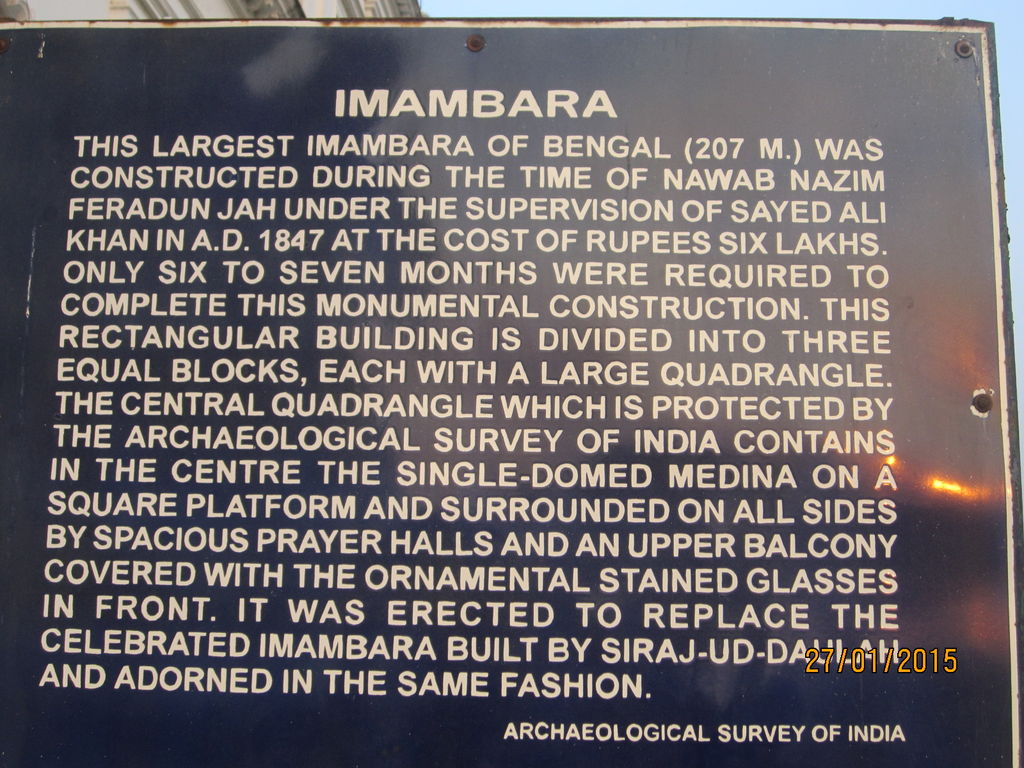 IMAMBARA
THIS LARGEST IMAMBARA OF BENGAL (207 M.) WAS
CONSTRUCTED DURING THE TIME OF NAWAB NAZIM
FERADUN JAH UNDER THE SUPERVISION OF SAYED ALI
KHAN IN A.D. 1847 AT THE COST OF RUPEES SIX LAKHS.
ONLY SIX TO SEVEN MONTHS WERE REQUIRED TO
COMPLETE THIS MONUMENTAL CONSTRUCTION. THIS
RECTANGULAR BUILDING IS DIVIDED INTO THREE
EQUAL BLOCKS, EACH WITH A LARGE QUADRANGLE.
THE CENTRAL QUADRANGLE WHICH IS PROTECTED BY
THE ARCHAEOLOGICAL SURVEY OF INDIA CONTAINS
IN THE CENTRE THE SINGLE-DOMED MEDINA ON A
SQUARE PLATFORM AND SURROUNDED ON ALL SIDES
BY SPACIOUS PRAYER HALLS AND AN UPPER BALCONY
COVERED WITH THE ORNAMENTAL STAINED GLASSES
IN FRONT. IT WAS ERECTED TO REPLACE THE
CELEBRATED IMAMBARA BUILT BY SIRAJ-UD-DAULAH
AND ADORNED IN THE SAME FASHION.
ARCHAEOLOGICAL SURVEY OF INDIA
27/01/2015